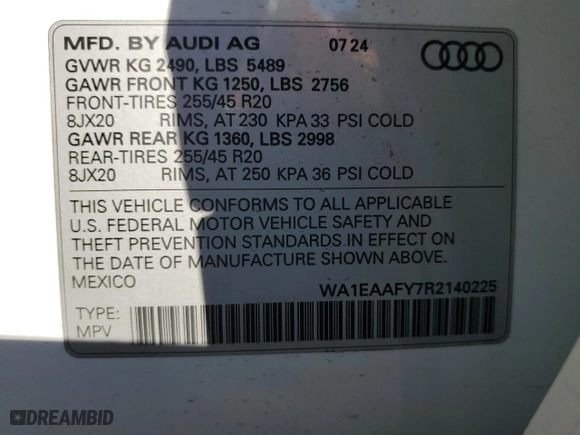 MFD. BY AUDI AG 07 24
GVWR KG 2490, LBS 5489
GAWR FRONT KG 1250, LBS 2756
FRONT-TIRES 255/45 R20
8JX20 RIMS, AT 230 KPA 33 PSI COLD
GAWR REAR KG 1360, LBS 2998
REAR-TIRES 255/45 R20
8JX20 RIMS, AT 250 KPA 36 PSI COLD
THIS VEHICLE CONFORMS TO ALL APPLICABLE
U.S. FEDERAL MOTOR VEHICLE SAFETY AND
THEFT PREVENTION STANDARDS IN EFFECT ON
THE DATE OF MANUFACTURE SHOWN ABOVE.
MEXICO
WA1EAAFY7R2140225
TYPE:
MPV
DREAMBID